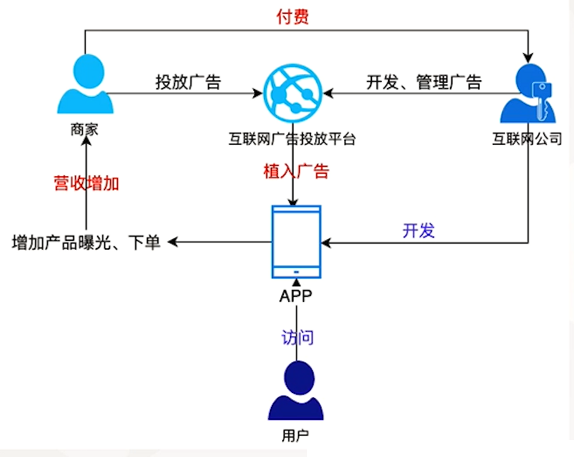 付费
投放广告
开发、管理广告
商家
互联网广告投放平台
互联网公司
营收增加
植入广告
增加产品曝光、下单
开发
APP
访问
用户